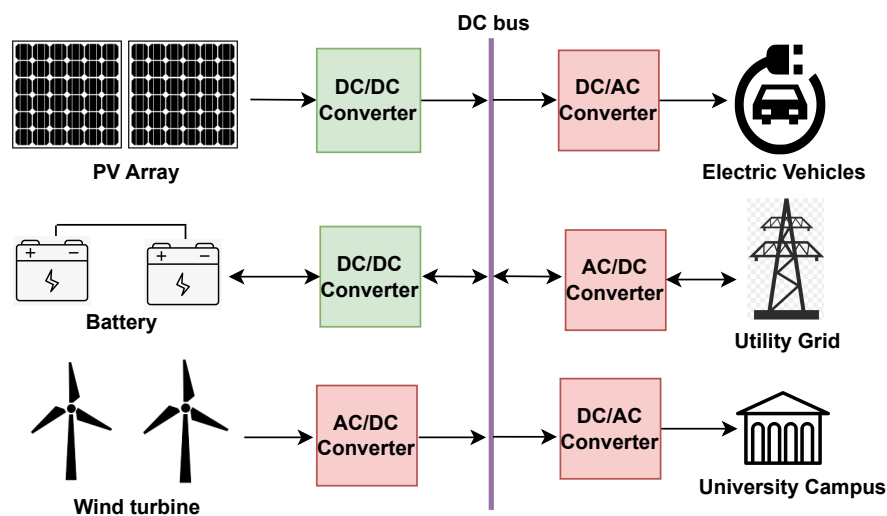 DC bus
DC/DC
Converter
DC/AC
Converter
PV Array
Electric Vehicles
+ −
+ −
DC/DC
Converter
AC/DC
Converter
Battery
Utility Grid
AC/DC
Converter
DC/AC
Converter
Wind turbine
University Campus